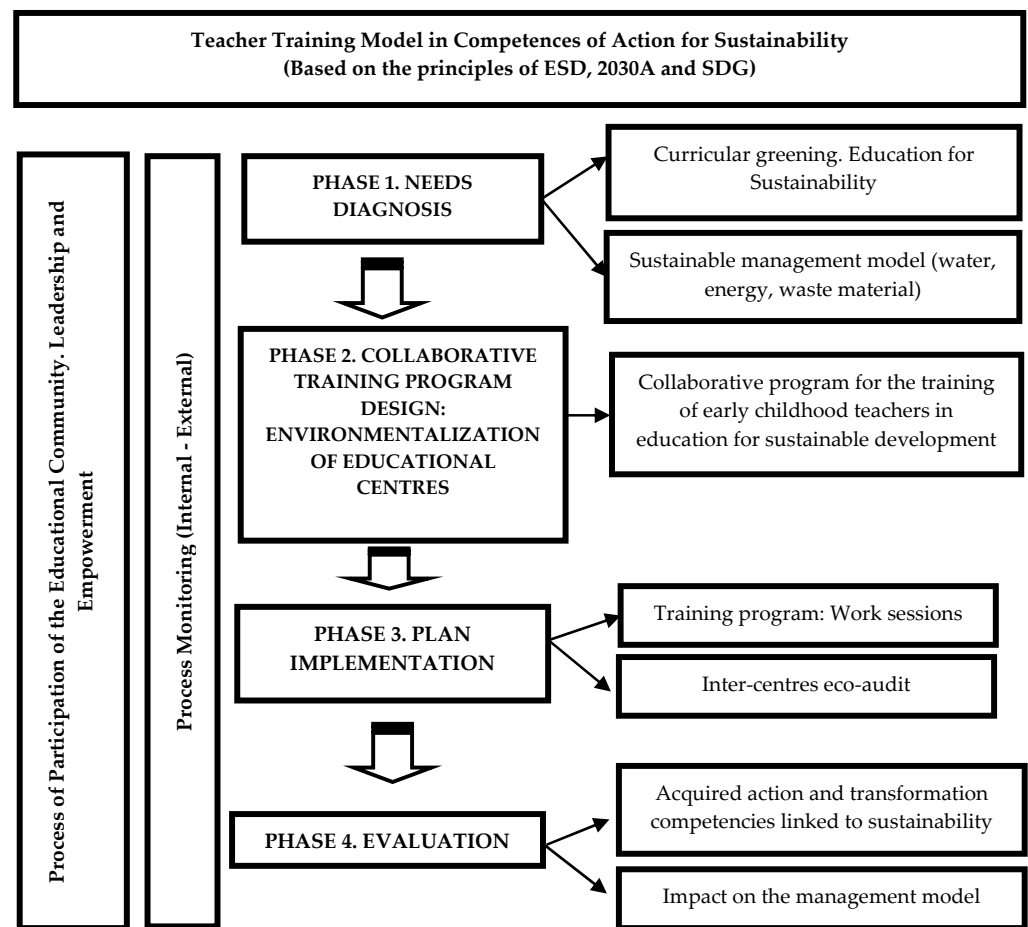 Teacher Training Model in Competences of Action for Sustainability
(Based on the principles of ESD, 2030A and SDG)
Process of Participation of the Educational Community. Leadership and
Empowerment
Process Monitoring (Internal - External)
PHASE 1. NEEDS
DIAGNOSIS
Curricular greening. Education for
Sustainability
Sustainable management model (water,
energy, waste material)
PHASE 2. COLLABORATIVE
TRAINING PROGRAM
DESIGN:
ENVIRONMENTALIZATION
OF EDUCATIONAL
CENTRES
Collaborative program for the training
of early childhood teachers in
education for sustainable development
PHASE 3. PLAN
IMPLEMENTATION
Training program: Work sessions
Inter-centres eco-audit
PHASE 4. EVALUATION
Acquired action and transformation
competencies linked to sustainability
Impact on the management model